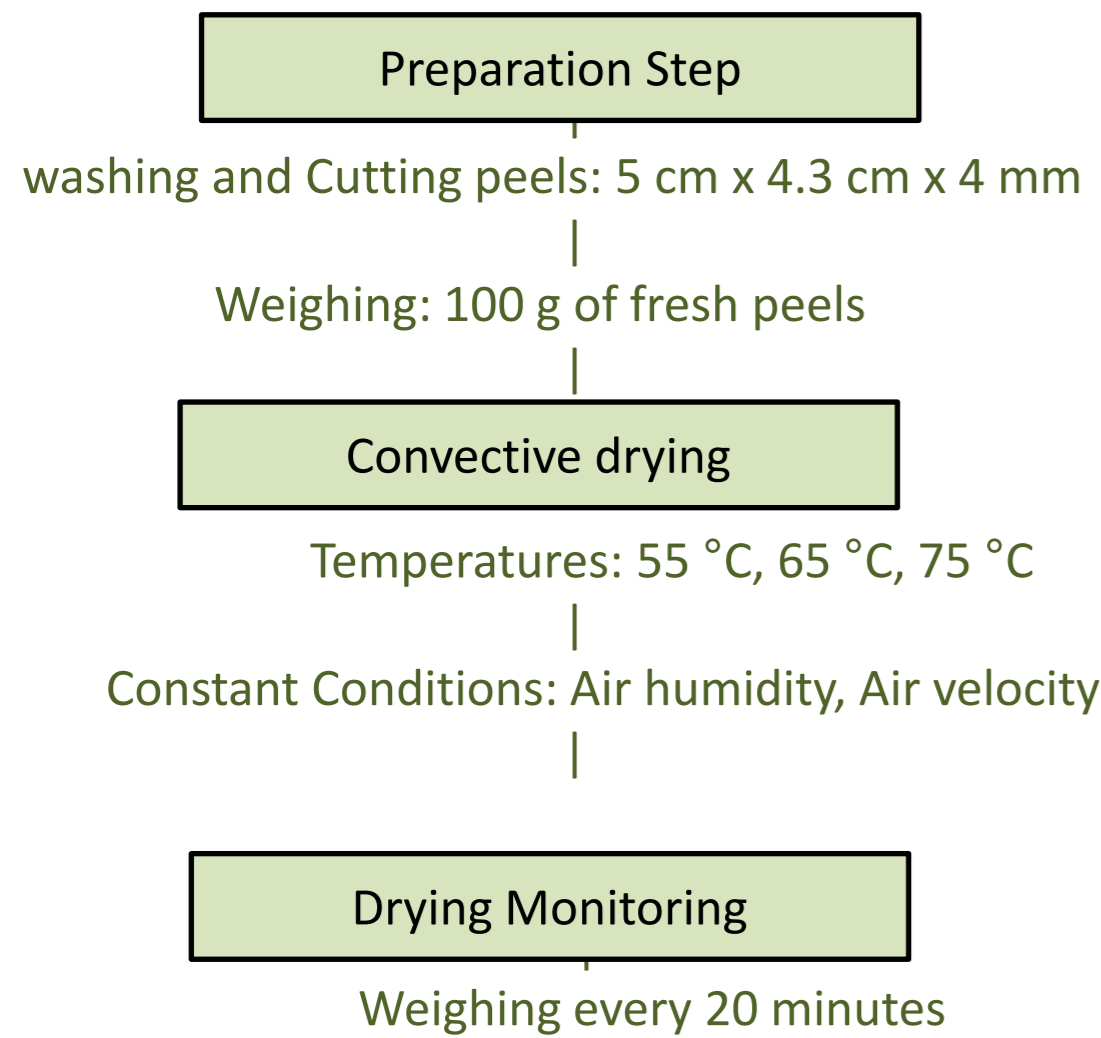 Preparation Step
washing and Cutting peels: 5 cm x 4.3 cm x 4 mm
Weighing: 100 g of fresh peels
Convective drying
Temperatures: 55 °C, 65 °C, 75 °C
Constant Conditions: Air humidity, Air velocity
Drying Monitoring
Weighing every 20 minutes